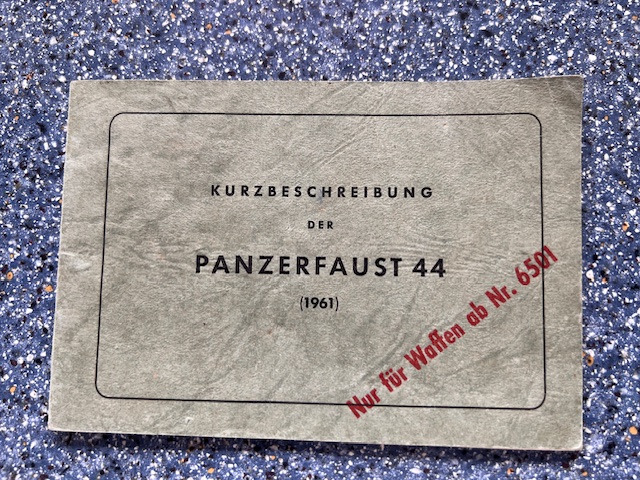 KURZBESCHREIBUNG
DER
PANZERFAUST 44
(1961)
Nur für Waffen ab Nr. 6501